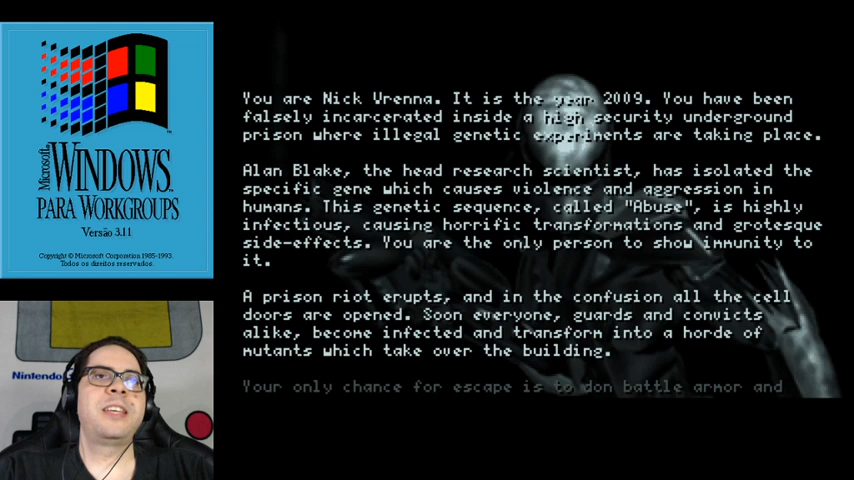 Microsoft®
WINDOWS™
PARA WORKGROUPS
Versão 3.11
Copyright © Microsoft Corporation 1985-1993.
Todos os direitos reservados.
Nintendo
You are Nick Vrenna. It is the year 2009. You have been
falsely incarcerated inside a high security underground
prison where illegal genetic experiments are taking place.
Alan Blake, the head research scientist, has isolated the
specific gene which causes violence and aggression in
humans. This genetic sequence, called "Abuse", is highly
infectious, causing horrific transformations and grotesque
side-effects. You are the only person to show immunity to
it.
A prison riot erupts, and in the confusion all the cell
doors are opened. Soon everyone, guards and convicts
alike, become infected and transform into a horde of
mutants which take over the building.
Your only chance for escape is to don battle armor and